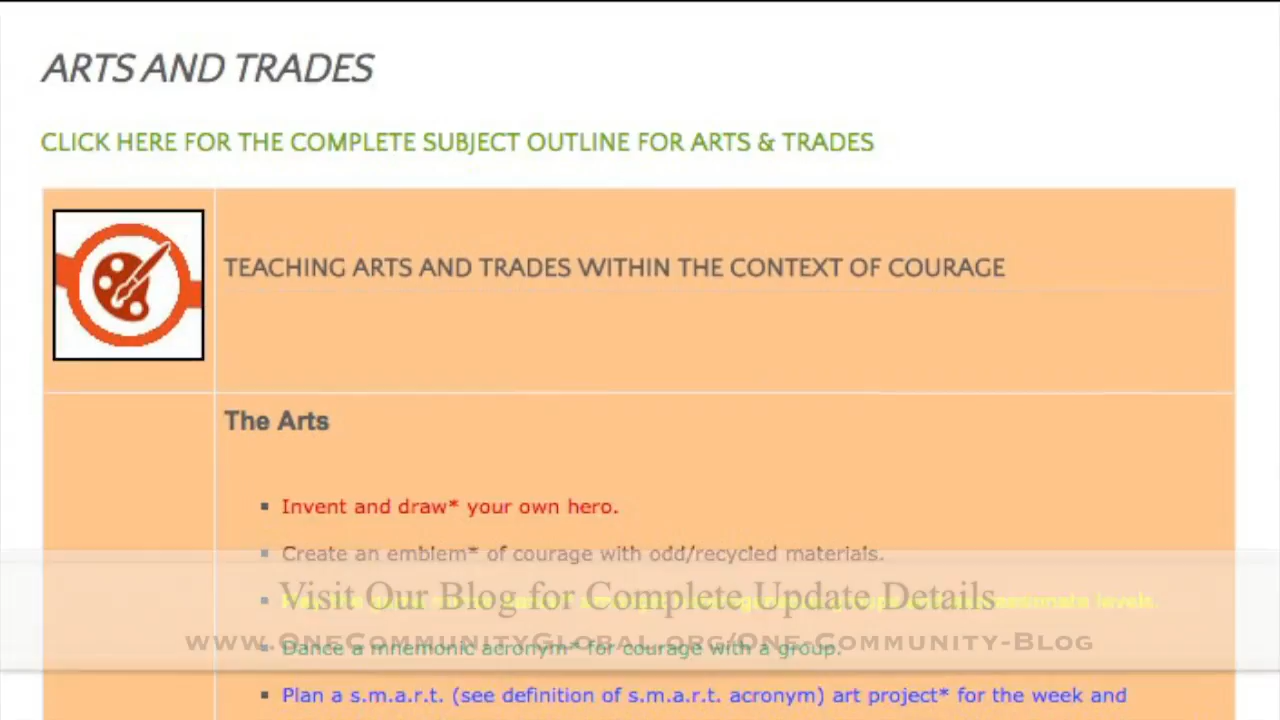 ARTS AND TRADES
CLICK HERE FOR THE COMPLETE SUBJECT OUTLINE FOR ARTS & TRADES
TEACHING ARTS AND TRADES WITHIN THE CONTEXT OF COURAGE
The Arts
Invent and draw* your own hero.
Create an emblem* of courage with odd/recycled materials.
Visit Our Blog for Complete Update Details
levels.
www.OneCommunityGlobal.org/One-Community-Blog
Dance a mnemonic acronym* for courage with a group.
Plan a s.m.a.r.t. (see definition of s.m.a.r.t. acronym) art project* for the week and